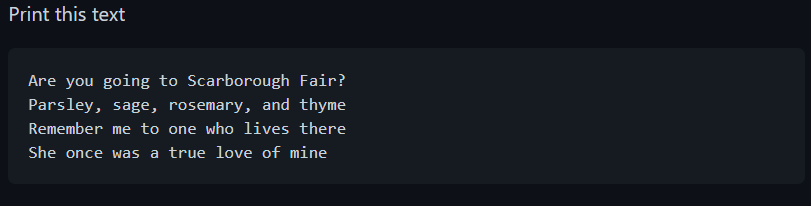 Print this text
Are you going to Scarborough Fair?
Parsley, sage, rosemary, and thyme
Remember me to one who lives there
She once was a true love of mine